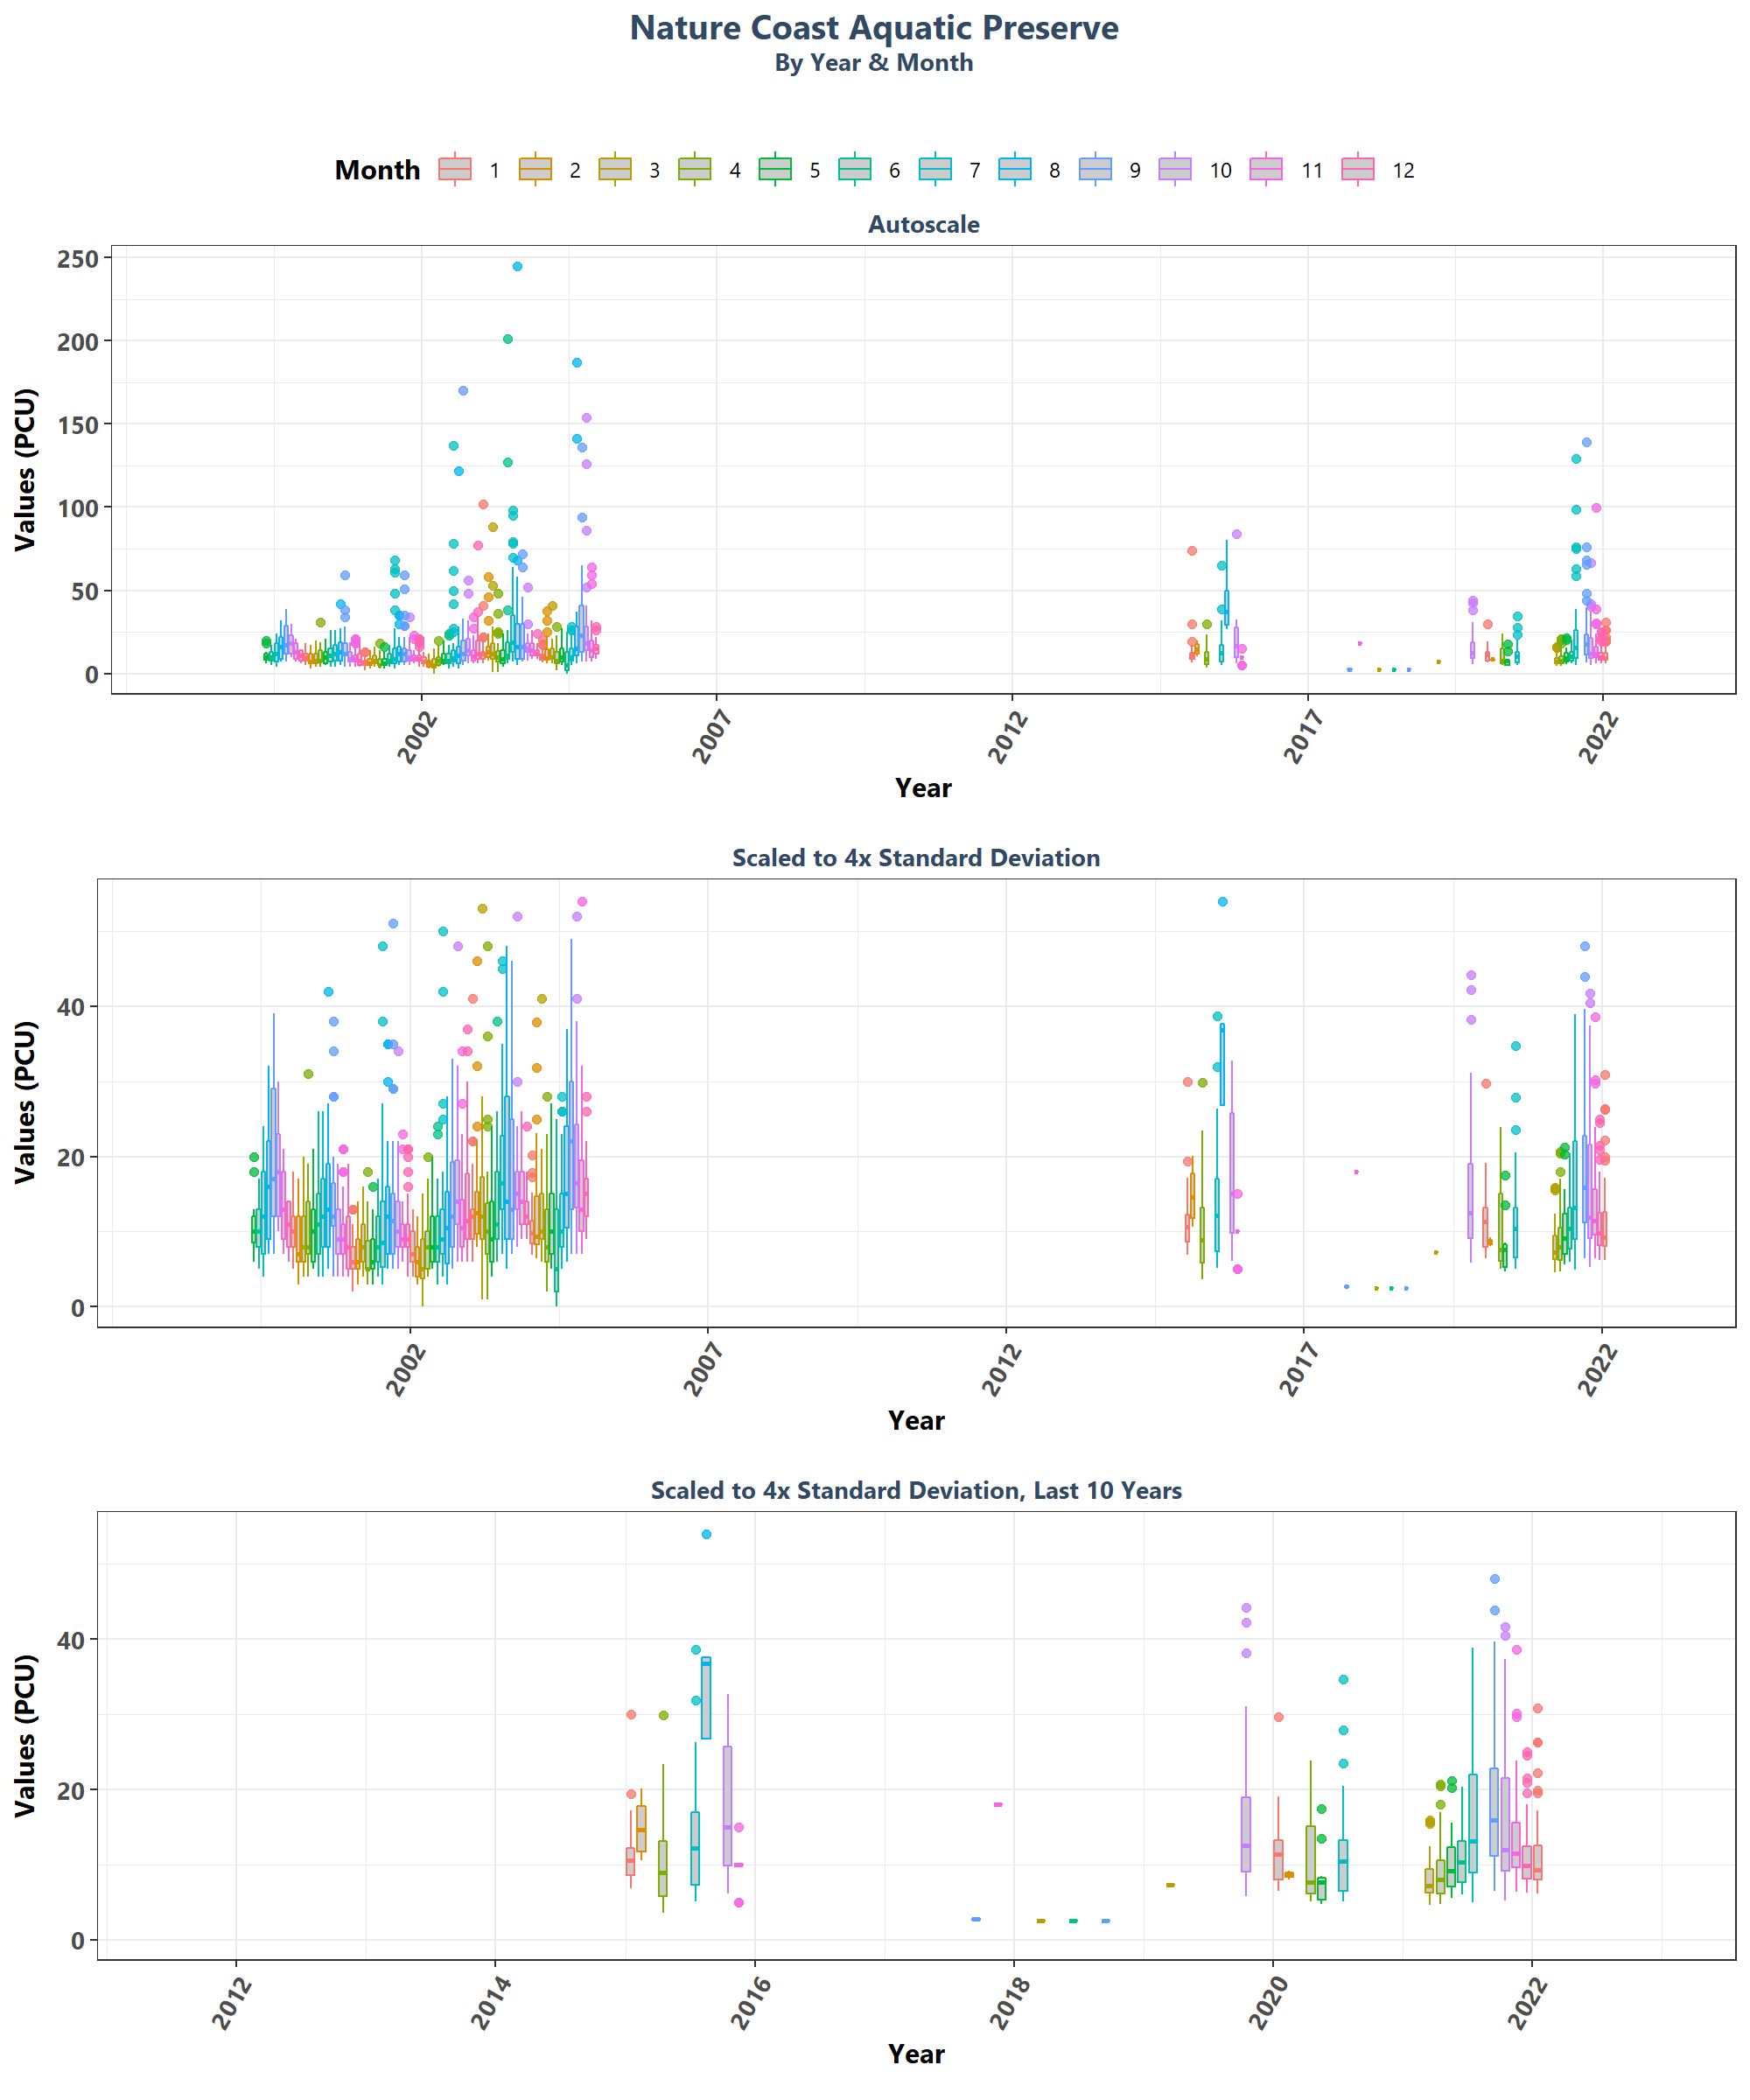 Nature Coast Aquatic Preserve
By Year & Month
Month 1 2 3 4 5 6 7 8 9 10 11 12
Autoscale
Values (PCU)
250
200
150
100
50
0
2002 2007 2012 2017 2022
Year
Scaled to 4x Standard Deviation
Values (PCU)
40
20
0
2002 2007 2012 2017 2022
Year
Scaled to 4x Standard Deviation, Last 10 Years
Values (PCU)
40
20
0
2012 2014 2016 2018 2020 2022
Year